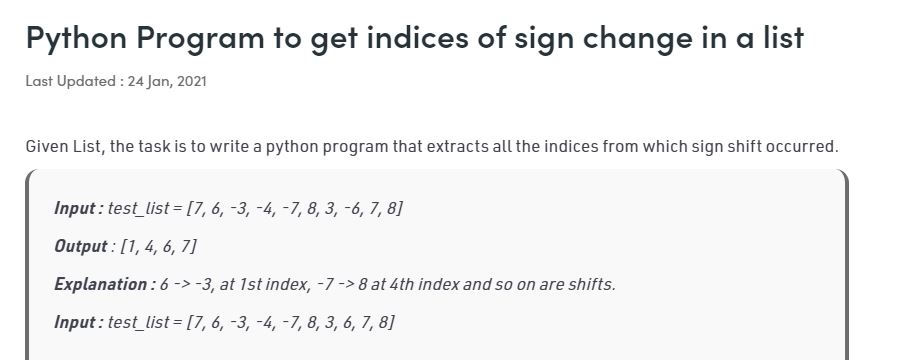 Python Program to get indices of sign change in a list
Last Updated : 24 Jan, 2021
Given List, the task is to write a python program that extracts all the indices from which sign shift occurred.
Input : test_list = [7, 6, -3, -4, -7, 8, 3, -6, 7, 8]
Output : [1, 4, 6, 7]
Explanation : 6 -> -3, at 1st index, -7 -> 8 at 4th index and so on are shifts.
Input : test_list = [7, 6, -3, -4, -7, 8, 3, 6, 7, 8]